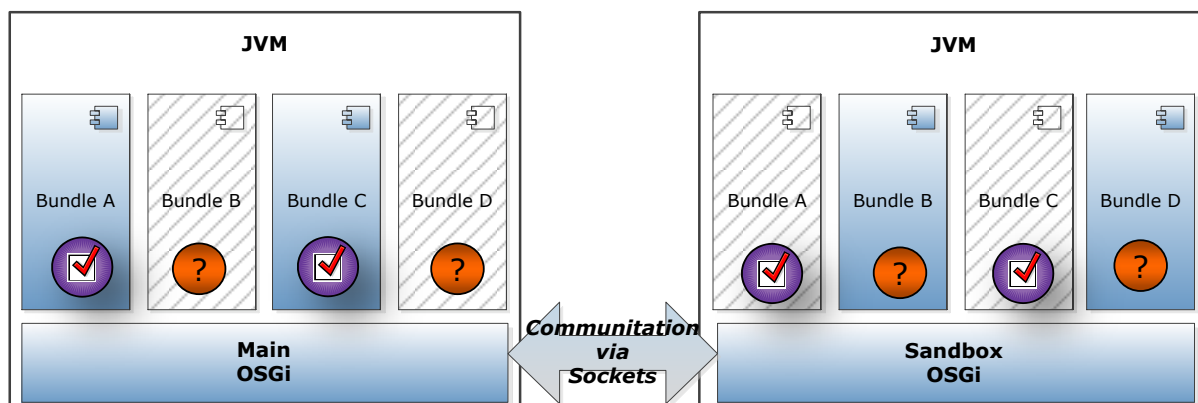 JVM
Bundle A
Bundle B
Bundle C
Bundle D
?
?
Main
OSGi
Communitation
via
Sockets
JVM
Bundle A
Bundle B
Bundle C
Bundle D
?
?
Sandbox
OSGi